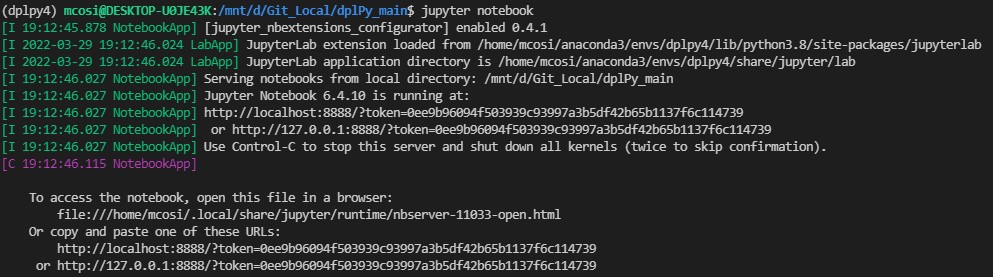 (dplpy4) mcosi@DESKTOP-U0JE43K:/mnt/d/Git_Local/dplPy_main$ jupyter notebook
[I 19:12:45.878 NotebookApp] [jupyter_nbextensions_configurator] enabled 0.4.1
[I 2022-03-29 19:12:46.024 LabApp] JupyterLab extension loaded from /home/mcosi/anaconda3/envs/dplpy4/lib/python3.8/site-packages/jupyterlab
[I 2022-03-29 19:12:46.024 LabApp] JupyterLab application directory is /home/mcosi/anaconda3/envs/dplpy4/share/jupyter/lab
[I 19:12:46.027 NotebookApp] Serving notebooks from local directory: /mnt/d/Git_Local/dplPy_main
[I 19:12:46.027 NotebookApp] Jupyter Notebook 6.4.10 is running at:
[I 19:12:46.027 NotebookApp] http://localhost:8888/?token=0ee9b96094f503939c93997a3b5df42b65b1137f6c114739
[I 19:12:46.027 NotebookApp]  or http://127.0.0.1:8888/?token=0ee9b96094f503939c93997a3b5df42b65b1137f6c114739
[I 19:12:46.027 NotebookApp] Use Control-C to stop this server and shut down all kernels (twice to skip confirmation).
[C 19:12:46.115 NotebookApp]
To access the notebook, open this file in a browser:
file:///home/mcosi/.local/share/jupyter/runtime/nbserver-11033-open.html
Or copy and paste one of these URLs:
http://localhost:8888/?token=0ee9b96094f503939c93997a3b5df42b65b1137f6c114739
or http://127.0.0.1:8888/?token=0ee9b96094f503939c93997a3b5df42b65b1137f6c114739